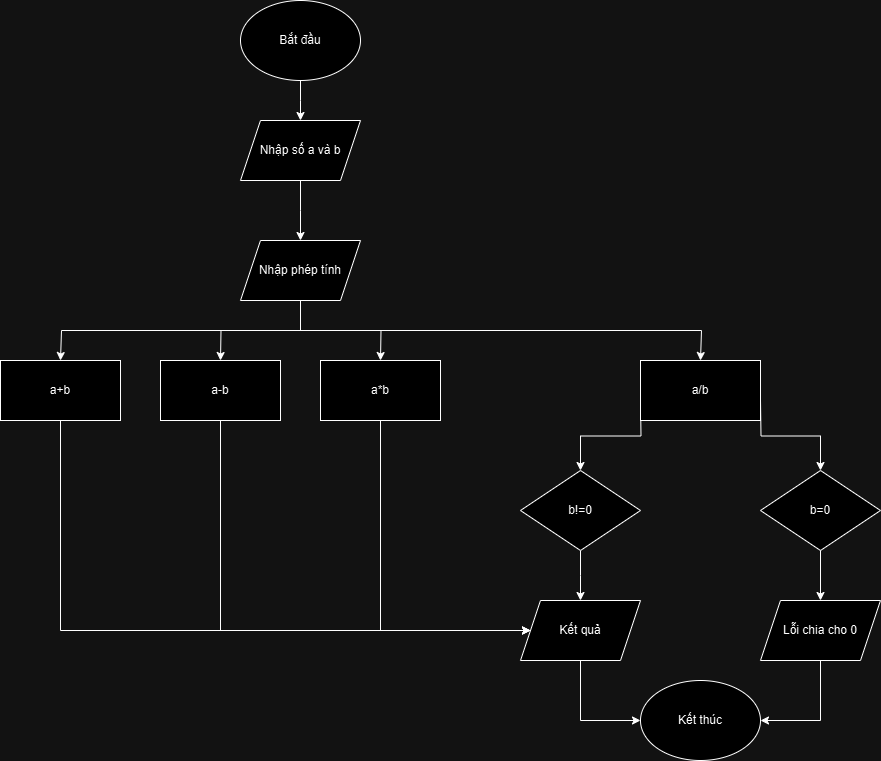 Bắt đầu
Nhập số a và b
Nhập phép tính
a+b
a-b
a*b
a/b
b!=0
b=0
Kết quả
Lỗi chia cho 0
Kết thúc